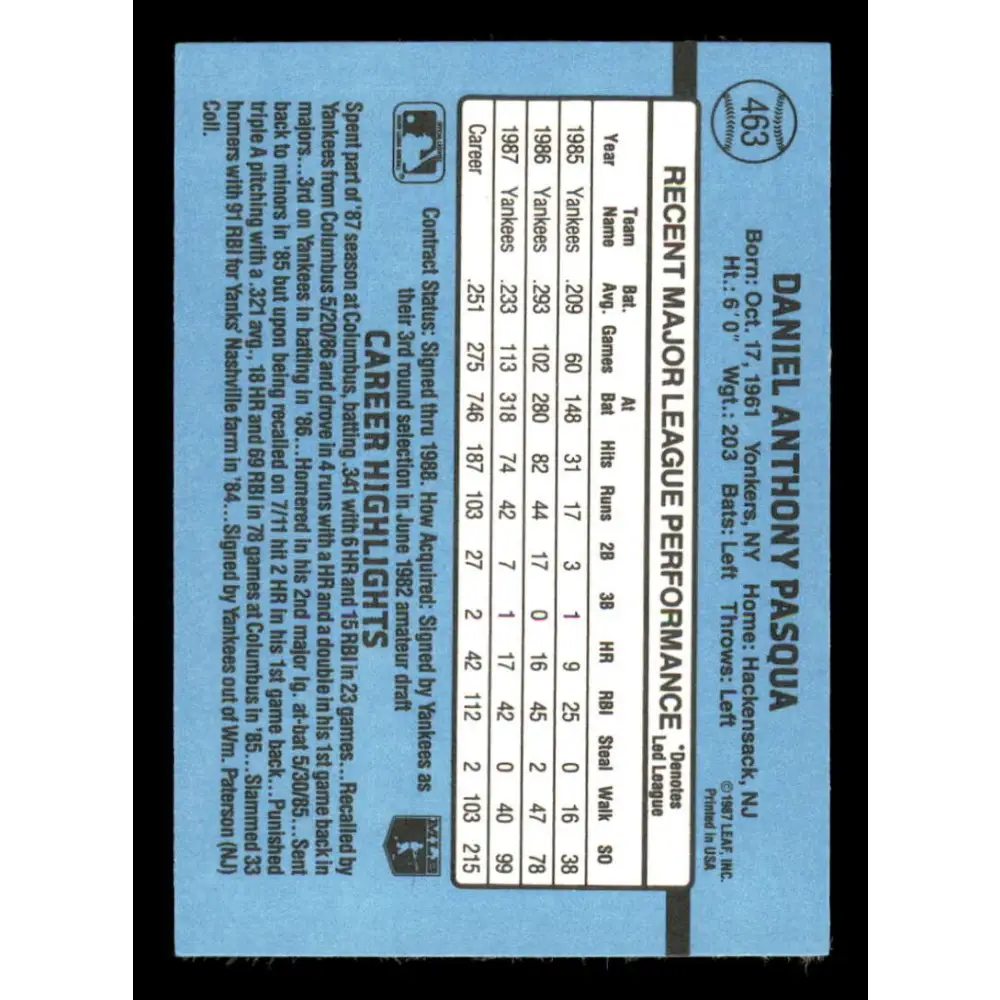 463
DANIEL ANTHONY PASQUA
Born: Oct. 17, 1961 Yonkers, NY Home: Hackensack, NJ
Ht.: 6'0" Wgt.: 203 Bats: Left Throws: Left
©1987 LEAF, INC.
Printed in USA
RECENT MAJOR LEAGUE PERFORMANCE *Denotes Led League
Year Team Name Bat. Avg. Games At Bat Hits Runs 2B 3B HR RBI Steal Walk SO
1985 Yankees .209 60 148 31 17 3 1 9 25 0 16 38
1986 Yankees .293 102 280 82 44 17 0 16 45 2 47 78
1987 Yankees .233 113 318 74 42 7 1 17 42 0 40 99
Career .251 275 746 187 103 27 2 42 112 2 103 215
Contract Status: Signed thru 1988. How Acquired: Signed by Yankees as
their 3rd round selection in June 1982 amateur draft
MLB
CAREER HIGHLIGHTS
Spent part of '87 season at Columbus, batting .341 with 6 HR and 15 RBI in 23 games...Recalled by
Yankees from Columbus 5/20/86 and drove in 4 runs with a HR and a double in his 1st game back in
majors...3rd on Yankees in batting in '86...Homered in his 2nd major lg. at-bat 5/30/85...Sent
back to minors in '85 but upon being recalled on 7/11 hit 2 HR in his 1st game back...Punished
triple A pitching with a .321 avg., 18 HR and 69 RBI in 78 games at Columbus in '85...Slammed 33
homers with 91 RBI for Yanks' Nashville farm in '84...Signed by Yankees out of Wm. Paterson (NJ)
Coll.